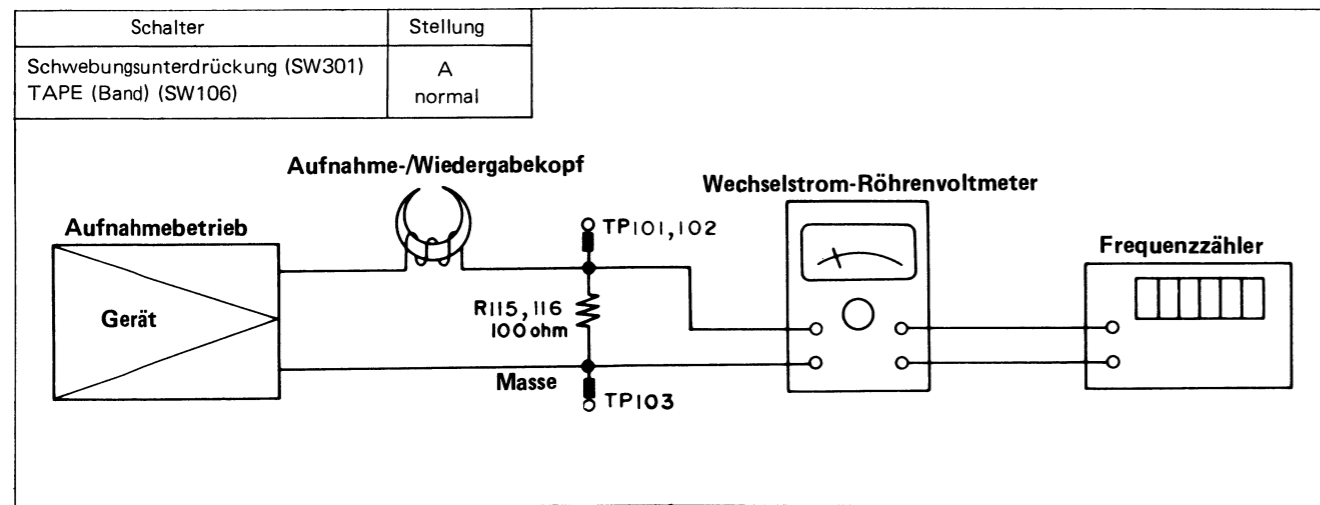 Schalter Stellung
Schwebungsunterdrückung (SW301) A
TAPE (Band) (SW106) normal
Aufnahme-/Wiedergabekopf
Wechselstrom-Röhrenvoltmeter
TP101,102
Aufnahmebetrieb
Frequenzzähler
Gerät
R115,116
100 ohm
Masse
TP103